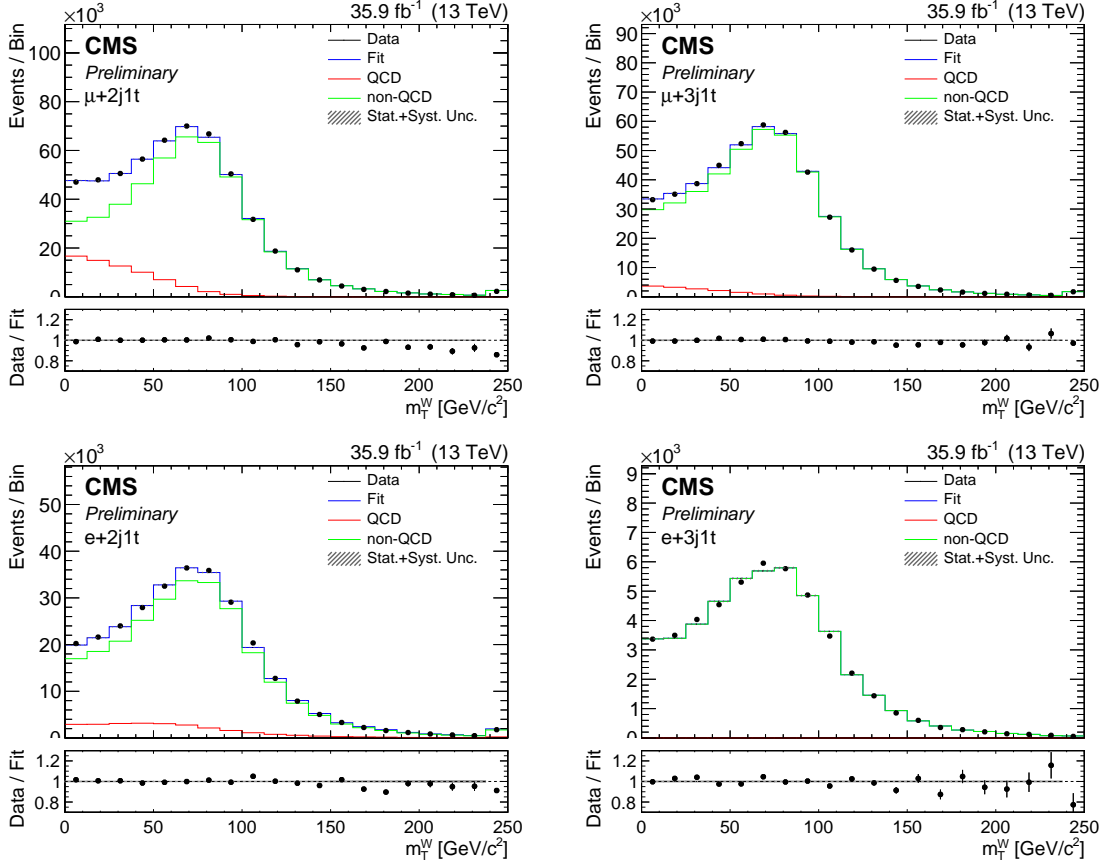 ×10³ 35.9 fb⁻¹ (13 TeV)
Events / Bin
CMS
Preliminary
μ+2j1t
Data
Fit
QCD
non-QCD
Stat.+Syst. Unc.
100
80
60
40
20
0
Data / Fit
1.2
1
0.8
0 50 100 150 200 250
m_T^W [GeV/c²]
×10³ 35.9 fb⁻¹ (13 TeV)
Events / Bin
CMS
Preliminary
μ+3j1t
Data
Fit
QCD
non-QCD
Stat.+Syst. Unc.
90
80
70
60
50
40
30
20
10
0
Data / Fit
1.2
1
0.8
0 50 100 150 200 250
m_T^W [GeV/c²]
×10³ 35.9 fb⁻¹ (13 TeV)
Events / Bin
CMS
Preliminary
e+2j1t
Data
Fit
QCD
non-QCD
Stat.+Syst. Unc.
50
40
30
20
10
0
Data / Fit
1.2
1
0.8
0 50 100 150 200 250
m_T^W [GeV/c²]
×10³ 35.9 fb⁻¹ (13 TeV)
Events / Bin
CMS
Preliminary
e+3j1t
Data
Fit
QCD
non-QCD
Stat.+Syst. Unc.
9
8
7
6
5
4
3
2
1
0
Data / Fit
1.2
1
0.8
0 50 100 150 200 250
m_T^W [GeV/c²]